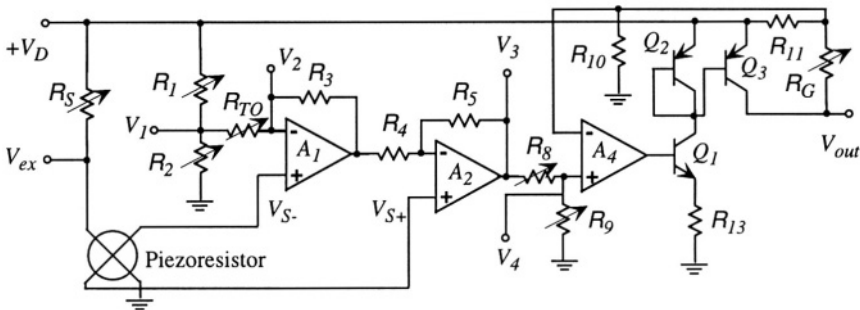 +V_D
R_S
V_ex
R_1
V_1
R_2
R_TO
V_2
R_3
-
A_1
+
V_S-
Piezoresistor
R_4
R_5
V_3
-
A_2
+
V_S+
R_8
V_4
R_9
R_10
-
A_4
+
Q_2
Q_3
Q_1
R_13
R_11
R_G
V_out